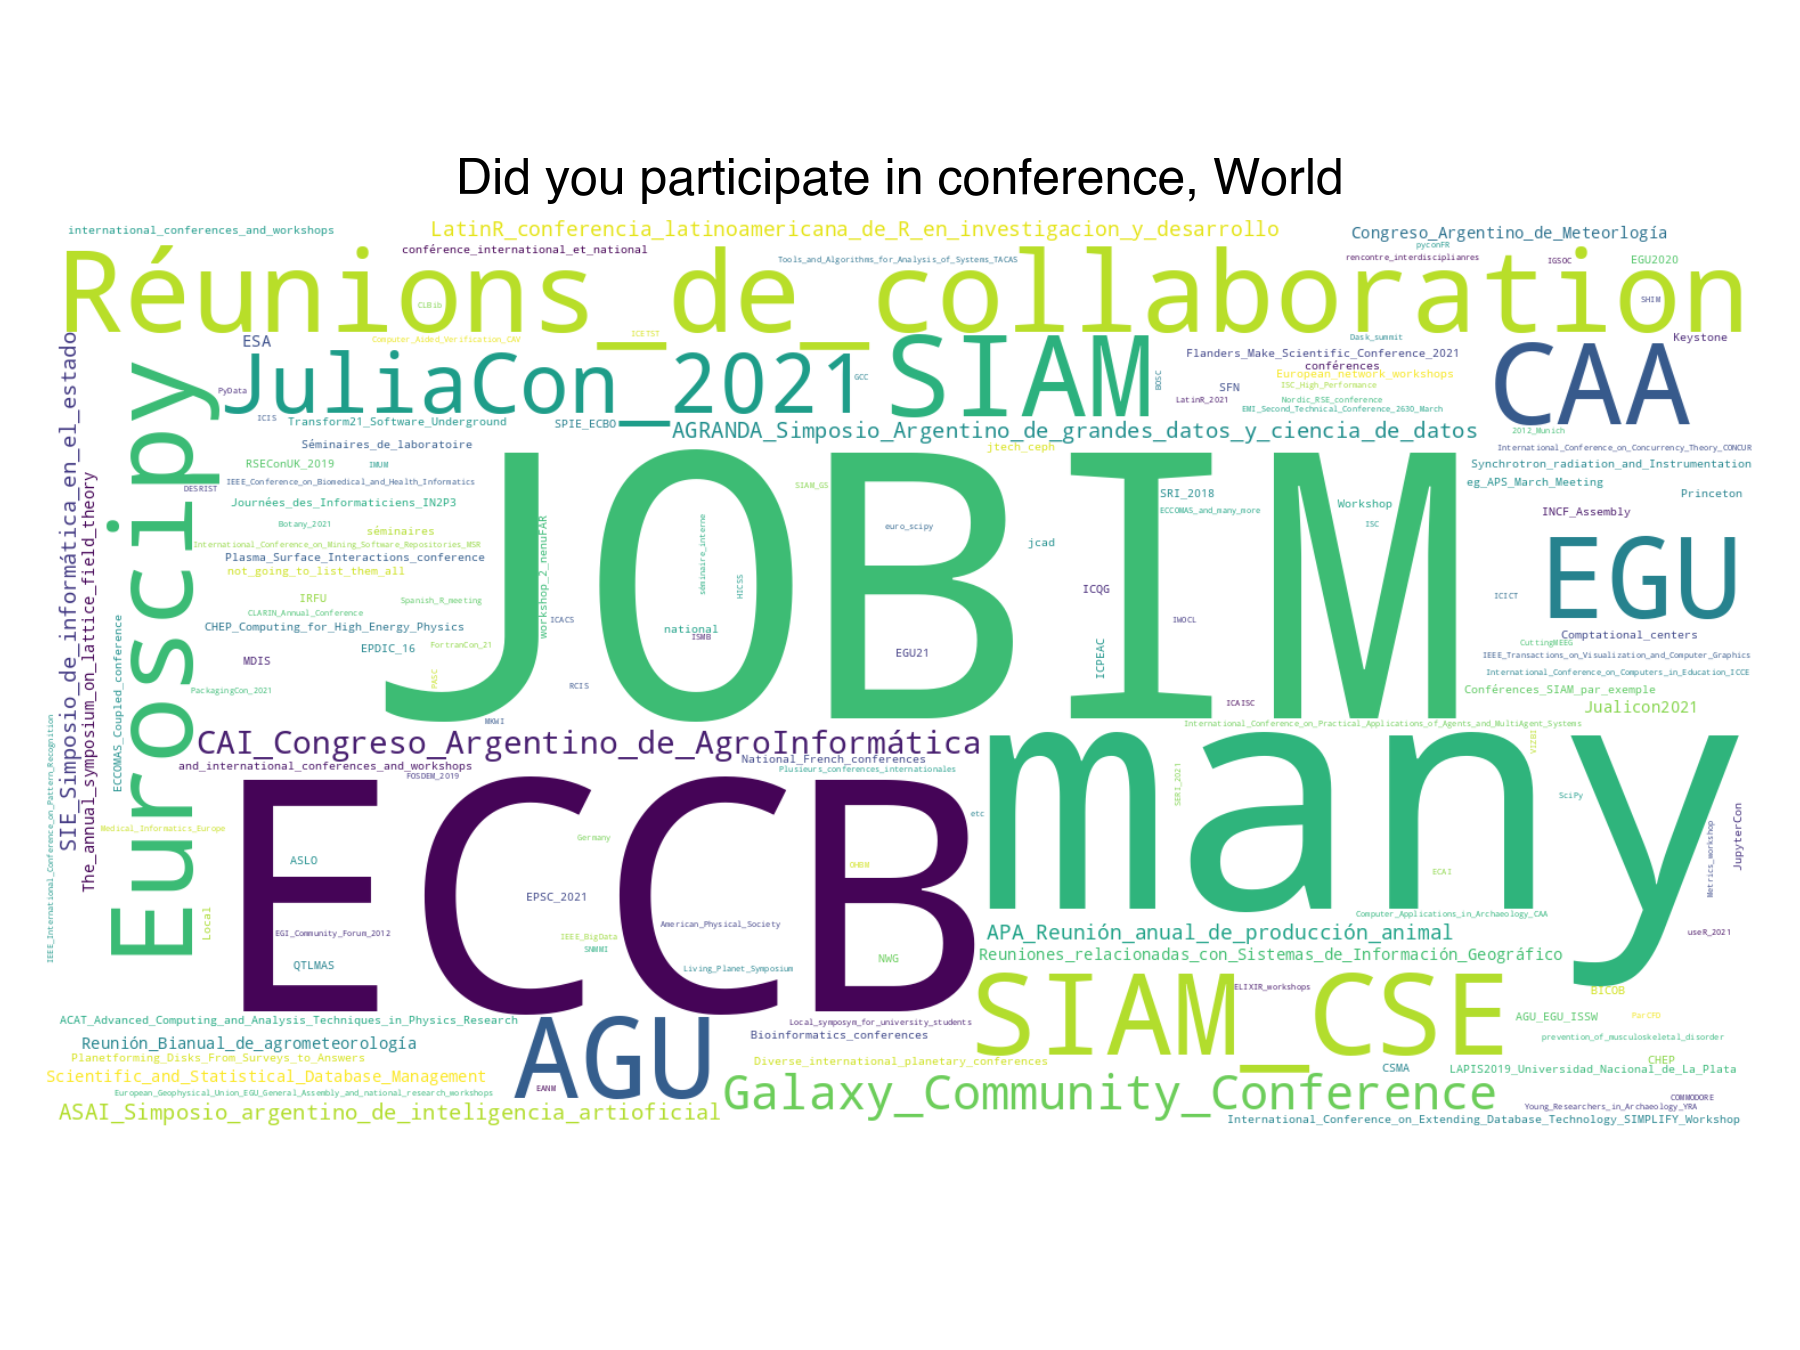 Did you participate in conference, World
international_conferences_and_workshops
LatinR_conferencia_latinoamericana_de_R_en_investigacion_y_desarrollo
Congreso_Argentino_de_Meteorlogía
pyconFR
conférence_international_et_national
Tools_and_Algorithms_for_Analysis_of_Systems_TACAS
rencontre_interdisciplianres
IGSOC
EGU2020
Réunions_de_collaboration
CLBib
SHIM
ICETST
ESA
Computer_Aided_Verification_CAV
Dask_summit
Keystone
JuliaCon_2021
SIAM
CAA
Flanders_Make_Scientific_Conference_2021
conférences
European_network_workshops
GCC
BOSC
SFN
ISC_High_Performance
PyData
LatinR_2021
Nordic_RSE_conference
EMI_Second_Technical_Conference_2630_March
ICIS
Transform21_Software_Underground
SPIE_ECBO
AGRANDA_Simposio_Argentino_de_grandes_datos_y_ciencia_de_datos
2012_Munich
Séminaires_de_laboratoire
jtech_ceph
International_Conference_on_Concurrency_Theory_CONCUR
RSEConUK_2019
IWUM
Synchrotron_radiation_and_Instrumentation
IEEE_Conference_on_Biomedical_and_Health_Informatics
eg_APS_March_Meeting
DESRIST
SIAM_GS
SRI_2018
Princeton
Journées_des_Informaticiens_IN2P3
Workshop
ECCOMAS_and_many_more
INCF_Assembly
Botany_2021
séminaires
euro_scipy
ISC
JOBIM
International_Conference_on_Mining_Software_Repositories_MSR
jcad
Plasma_Surface_Interactions_conference
not_going_to_list_them_all
workshop_2_nenuFAR
séminaire_interne
HICSS
EGU
ICQG
IRFU
Spanish_R_meeting
ICICT
CLARIN_Annual_Conference
ICACS
IWOCL
CHEP_Computing_for_High_Energy_Physics
national
ISMB
Comptational_centers
EPDIC_16
FortranCon_21
EGU21
ICPEAC
CuttingMEEG
IEEE_Transactions_on_Visualization_and_Computer_Graphics
MDIS
PASC
International_Conference_on_Computers_in_Education_ICCE
PackagingCon_2021
RCIS
Conférences_SIAM_par_exemple
ICAISC
Jualicon2021
MKWI
International_Conference_on_Practical_Applications_of_Agents_and_MultiAgent_Systems
Euroscipy
SIE_Simposio_de_informática_en_el_estado
The_annual_symposium_on_lattice_field_theory
ECCOMAS_Coupled_conference
IEEE_International_Conference_on_Pattern_Recognition
CAI_Congreso_Argentino_de_AgroInformática
VIZBI
National_French_conferences
and_international_conferences_and_workshops
FOSDEM_2019
Plusieurs_conferences_internationales
many
SERI_2021
SciPy
etc
ECCB
Medical_Informatics_Europe
Germany
Metrics_workshop
JupyterCon
ASLO
OHBM
ECAI
EPSC_2021
Computer_Applications_in_Archaeology_CAA
Local
American_Physical_Society
EGI_Community_Forum_2012
IEEE_BigData
SNMMI
APA_Reunión_anual_de_producción_animal
useR_2021
QTLMAS
Living_Planet_Symposium
NWG
Reuniones_relacionadas_con_Sistemas_de_Información_Geográfico
ELIXIR_workshops
BICOB
SIAM_CSE
ACAT_Advanced_Computing_and_Analysis_Techniques_in_Physics_Research
AGU
Local_symposym_for_university_students
AGU_EGU_ISSW
ParCFD
Bioinformatics_conferences
Reunión_Bianual_de_agrometeorología
prevention_of_musculoskeletal_disorder
Planetforming_Disks_From_Surveys_to_Answers
Diverse_international_planetary_conferences
CHEP
CSMA
LAPIS2019_Universidad_Nacional_de_La_Plata
Scientific_and_Statistical_Database_Management
EANM
European_Geophysical_Union_EGU_General_Assembly_and_national_research_workshops
Galaxy_Community_Conference
COMMODORE
Young_Researchers_in_Archaeology_YRA
ASAI_Simposio_argentino_de_inteligencia_artioficial
International_Conference_on_Extending_Database_Technology_SIMPLIFY_Workshop